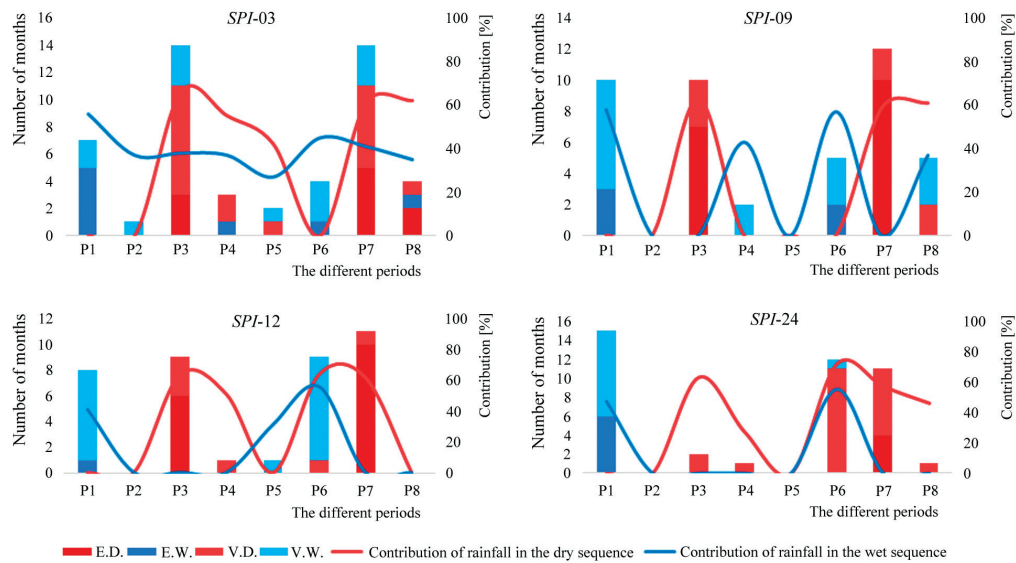 SPI-03
Number of months
16
14
12
10
8
6
4
2
0
100
80
60
40
20
0
Contribution [%]
P1 P2 P3 P4 P5 P6 P7 P8
The different periods
SPI-09
Number of months
14
12
10
8
6
4
2
0
100
80
60
40
20
0
Contribution [%]
P1 P2 P3 P4 P5 P6 P7 P8
The different periods
SPI-12
Number of months
12
10
8
6
4
2
0
100
80
60
40
20
0
Contribution [%]
P1 P2 P3 P4 P5 P6 P7 P8
The different periods
SPI-24
Number of months
16
14
12
10
8
6
4
2
0
100
80
60
40
20
0
Contribution [%]
P1 P2 P3 P4 P5 P6 P7 P8
The different periods
E.D. E.W. V.D. V.W. Contribution of rainfall in the dry sequence Contribution of rainfall in the wet sequence